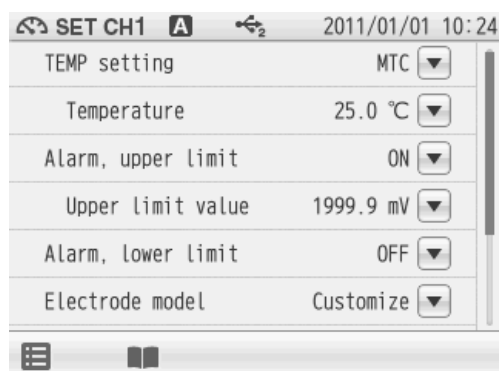 SET CH1 A 2 2011/01/01 10:24
TEMP setting MTC
Temperature 25.0 ℃
Alarm, upper limit ON
Upper limit value 1999.9 mV
Alarm, lower limit OFF
Electrode model Customize